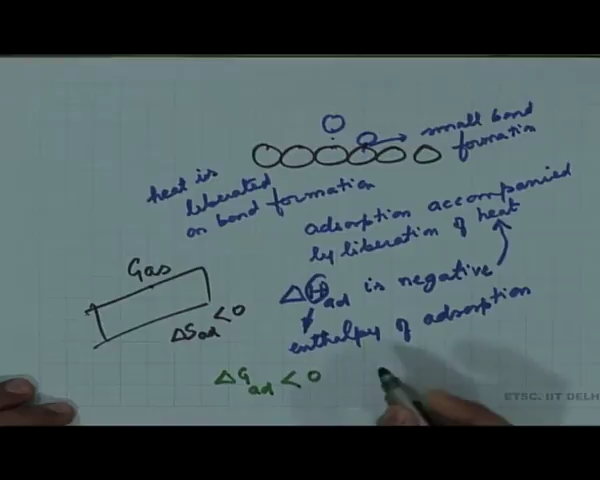 small bond
formation
heat is
liberated
on bond formation
adsorption accompanied
by liberation of heat
Gas
ΔH ad is negative
ΔS ad < 0
enthalpy of adsorption
ΔG ad < 0
ETSC, IIT DELH